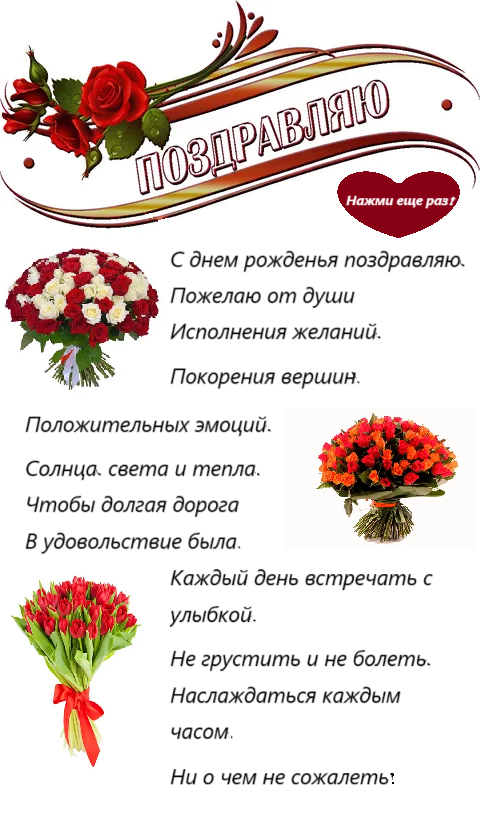 ПОЗДРАВЛЯЮ
Нажми еще раз!
С днем рожденья поздравляю.
Пожелаю от души
Исполнения желаний.
Покорения вершин.
Положительных эмоций.
Солнца. света и тепла.
Чтобы долгая дорога
В удовольствие была.
Каждый день встречать с
улыбкой.
Не грустить и не болеть.
Наслаждаться каждым
часом.
Ни о чем не сожалеть!